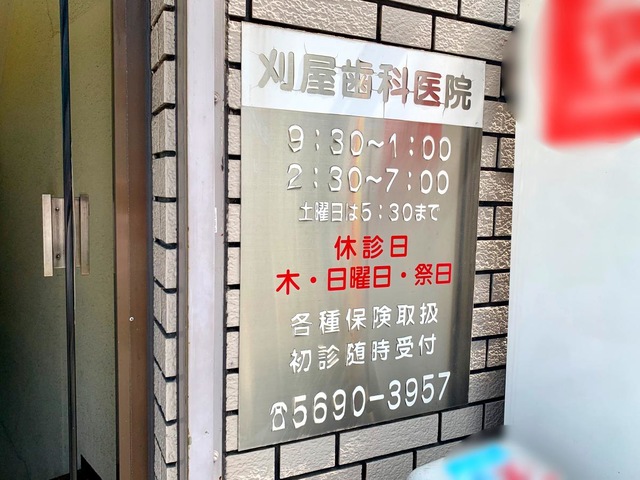 刈屋歯科医院
9:30~1:00
2:30~7:00
土曜日は5:30まで
休診日
木・日曜日・祭日
各種保険取扱
初診随時受付
☎5690-3957